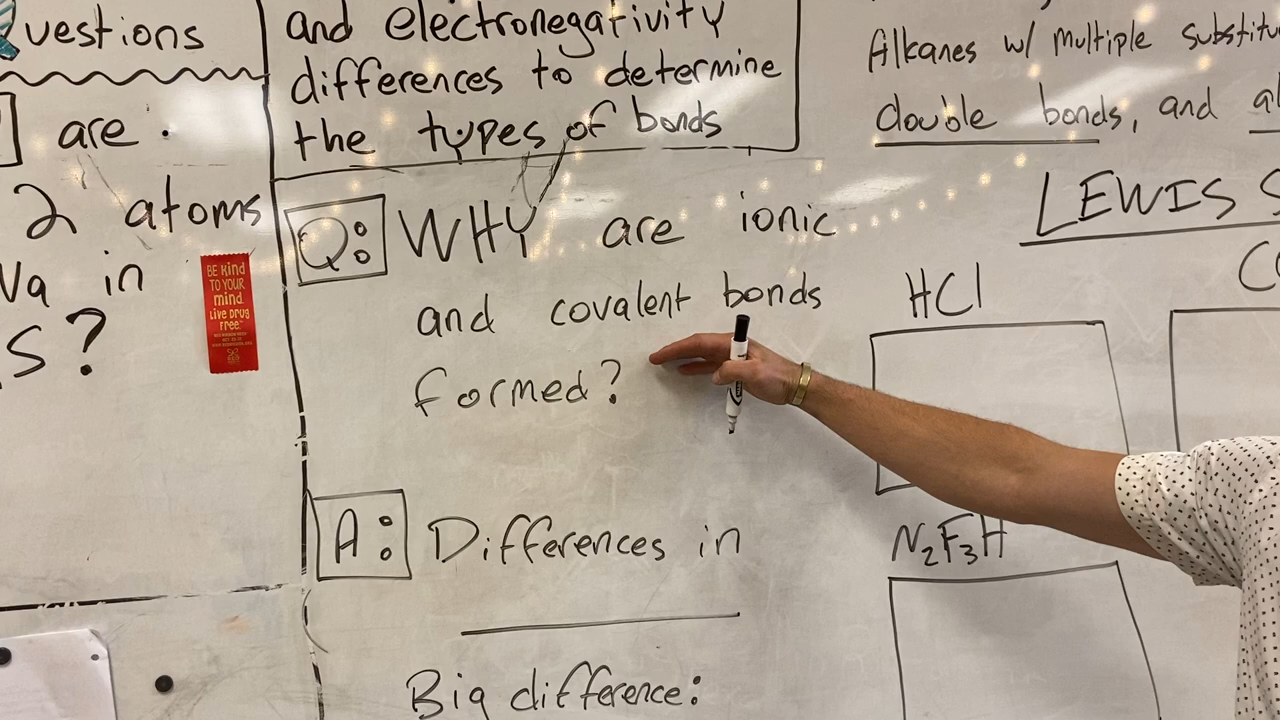 uestions
are:
2 atoms
Va in
S?
BE Kind
TO YOUR
mind.
Live Drug
Free.™
and electronegativity
differences to determine
the types of bonds
Q: WHY are ionic
and covalent bonds
formed?
A: Differences in
Big difference:
Alkanes w/ multiple substitu
double bonds, and al
LEWIS S
HCl
C
N₂F₃H